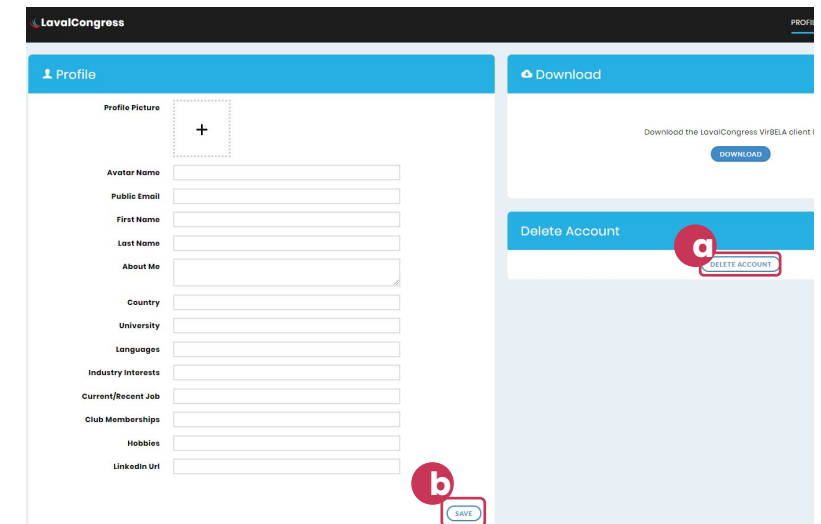 LavalCongress
PROFIL
Profile
Profile Picture
+
Avatar Name
Public Email
First Name
Last Name
About Me
Country
University
Languages
Industry Interests
Current/Recent Job
Club Memberships
Hobbies
LinkedIn Url
b
SAVE
Download
Download the LavalCongress VirBELA client
DOWNLOAD
Delete Account
a
DELETE ACCOUNT